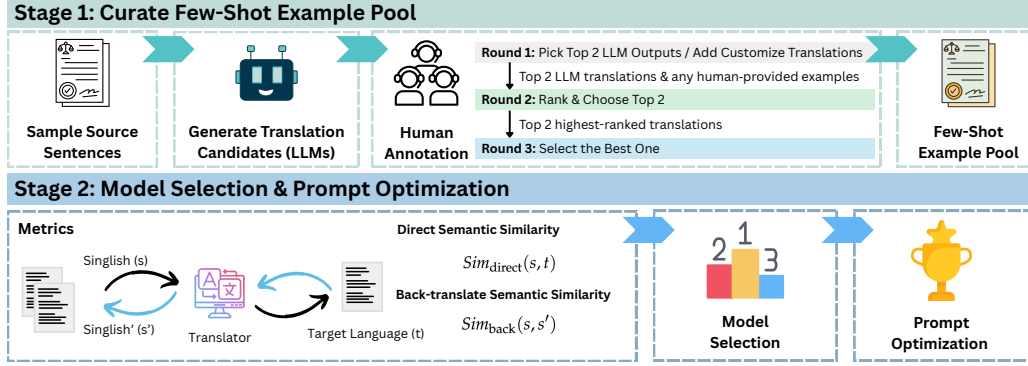 Stage 1: Curate Few-Shot Example Pool
Sample Source
Sentences
Generate Translation
Candidates (LLMs)
Human
Annotation
Round 1: Pick Top 2 LLM Outputs / Add Customize Translations
Top 2 LLM translations & any human-provided examples
Round 2: Rank & Choose Top 2
Top 2 highest-ranked translations
Round 3: Select the Best One
Few-Shot
Example Pool
Stage 2: Model Selection & Prompt Optimization
Metrics
Singlish (s)
Singlish' (s')
A
文
Translator
Target Language (t)
Direct Semantic Similarity
Sim_direct(s, t)
Back-translate Semantic Similarity
Sim_back(s, s')
2 1 3
Model
Selection
Prompt
Optimization